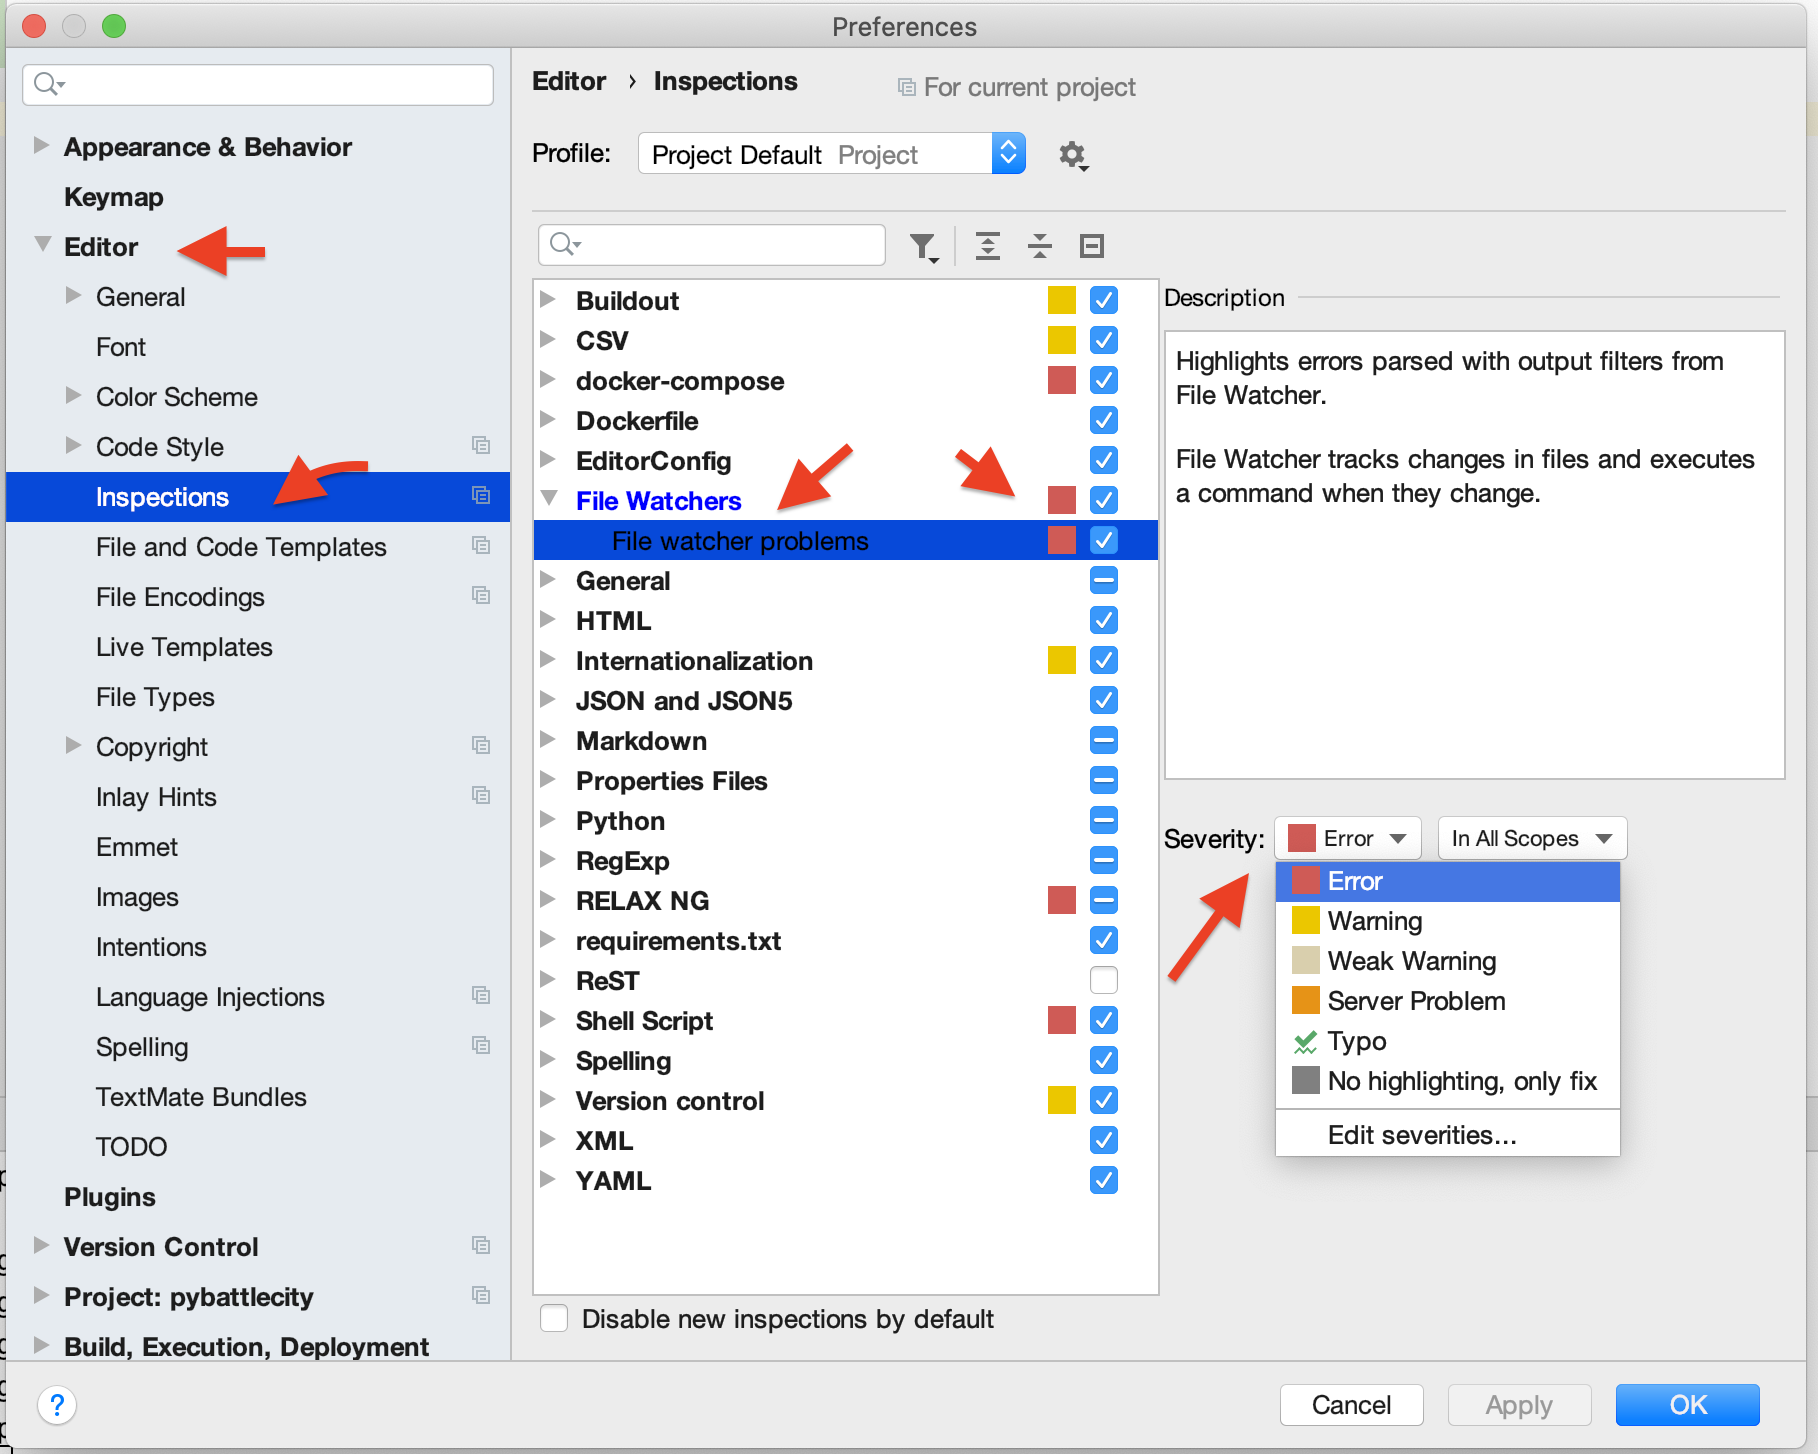 Preferences
Appearance & Behavior
Keymap
Editor
General
Font
Color Scheme
Code Style
Inspections
File and Code Templates
File Encodings
Live Templates
File Types
Copyright
Inlay Hints
Emmet
Images
Intentions
Language Injections
Spelling
TextMate Bundles
TODO
Plugins
Version Control
Project: pybattlecity
Build, Execution, Deployment
Editor › Inspections
For current project
Profile: Project Default Project
Buildout
CSV
docker-compose
Dockerfile
EditorConfig
File Watchers
File watcher problems
General
HTML
Internationalization
JSON and JSON5
Markdown
Properties Files
Python
RegExp
RELAX NG
requirements.txt
ReST
Shell Script
Spelling
Version control
XML
YAML
Disable new inspections by default
Description
Highlights errors parsed with output filters from
File Watcher.
File Watcher tracks changes in files and executes
a command when they change.
Severity: Error In All Scopes
Error
Warning
Weak Warning
Server Problem
Typo
No highlighting, only fix
Edit severities...
?
Cancel Apply OK